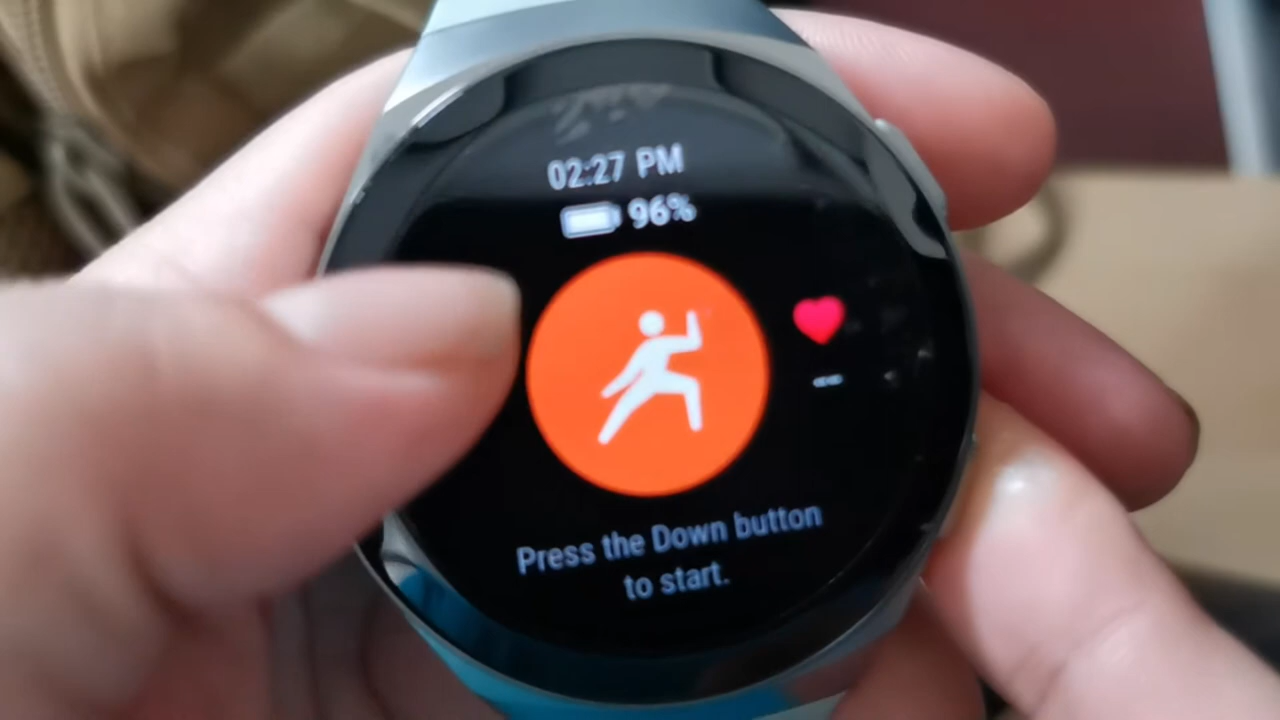 02:27 PM
96%
--
Press the Down button
to start.